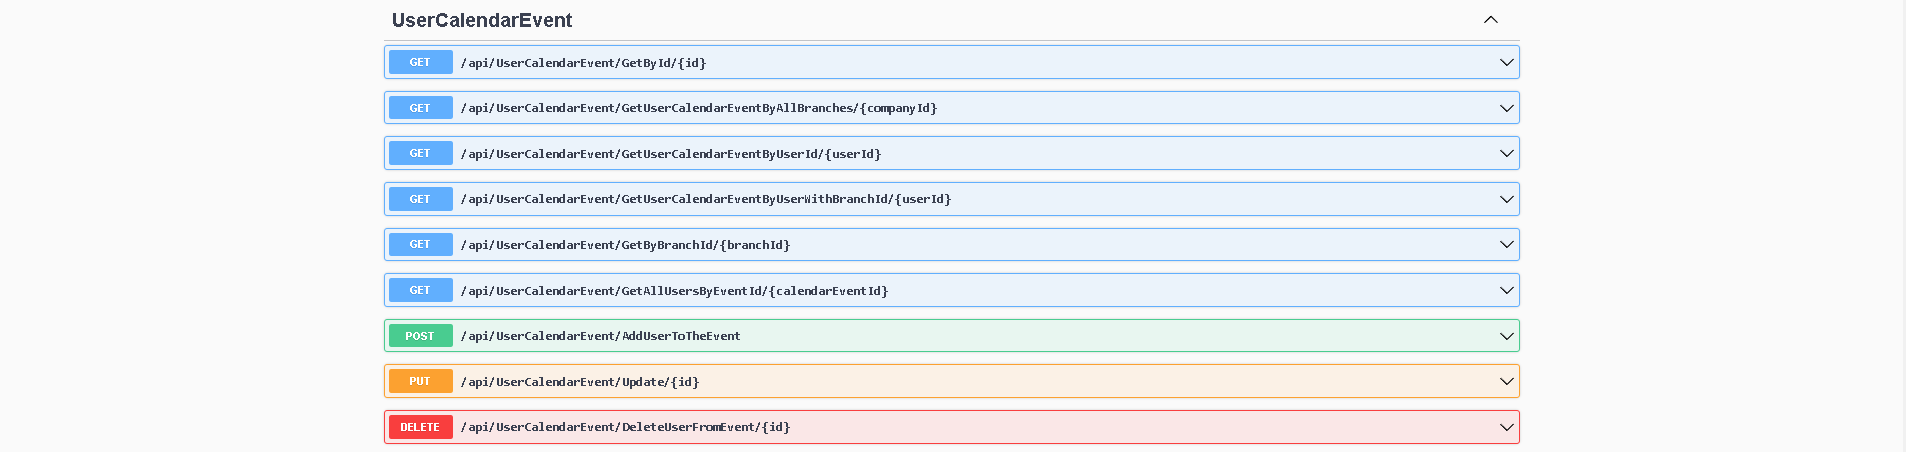 UserCalendarEvent
GET /api/UserCalendarEvent/GetById/{id}
GET /api/UserCalendarEvent/GetUserCalendarEventByAllBranches/{companyId}
GET /api/UserCalendarEvent/GetUserCalendarEventByUserId/{userId}
GET /api/UserCalendarEvent/GetUserCalendarEventByUserWithBranchId/{userId}
GET /api/UserCalendarEvent/GetByBranchId/{branchId}
GET /api/UserCalendarEvent/GetAllUsersByEventId/{calendarEventId}
POST /api/UserCalendarEvent/AddUserToTheEvent
PUT /api/UserCalendarEvent/Update/{id}
DELETE /api/UserCalendarEvent/DeleteUserFromEvent/{id}